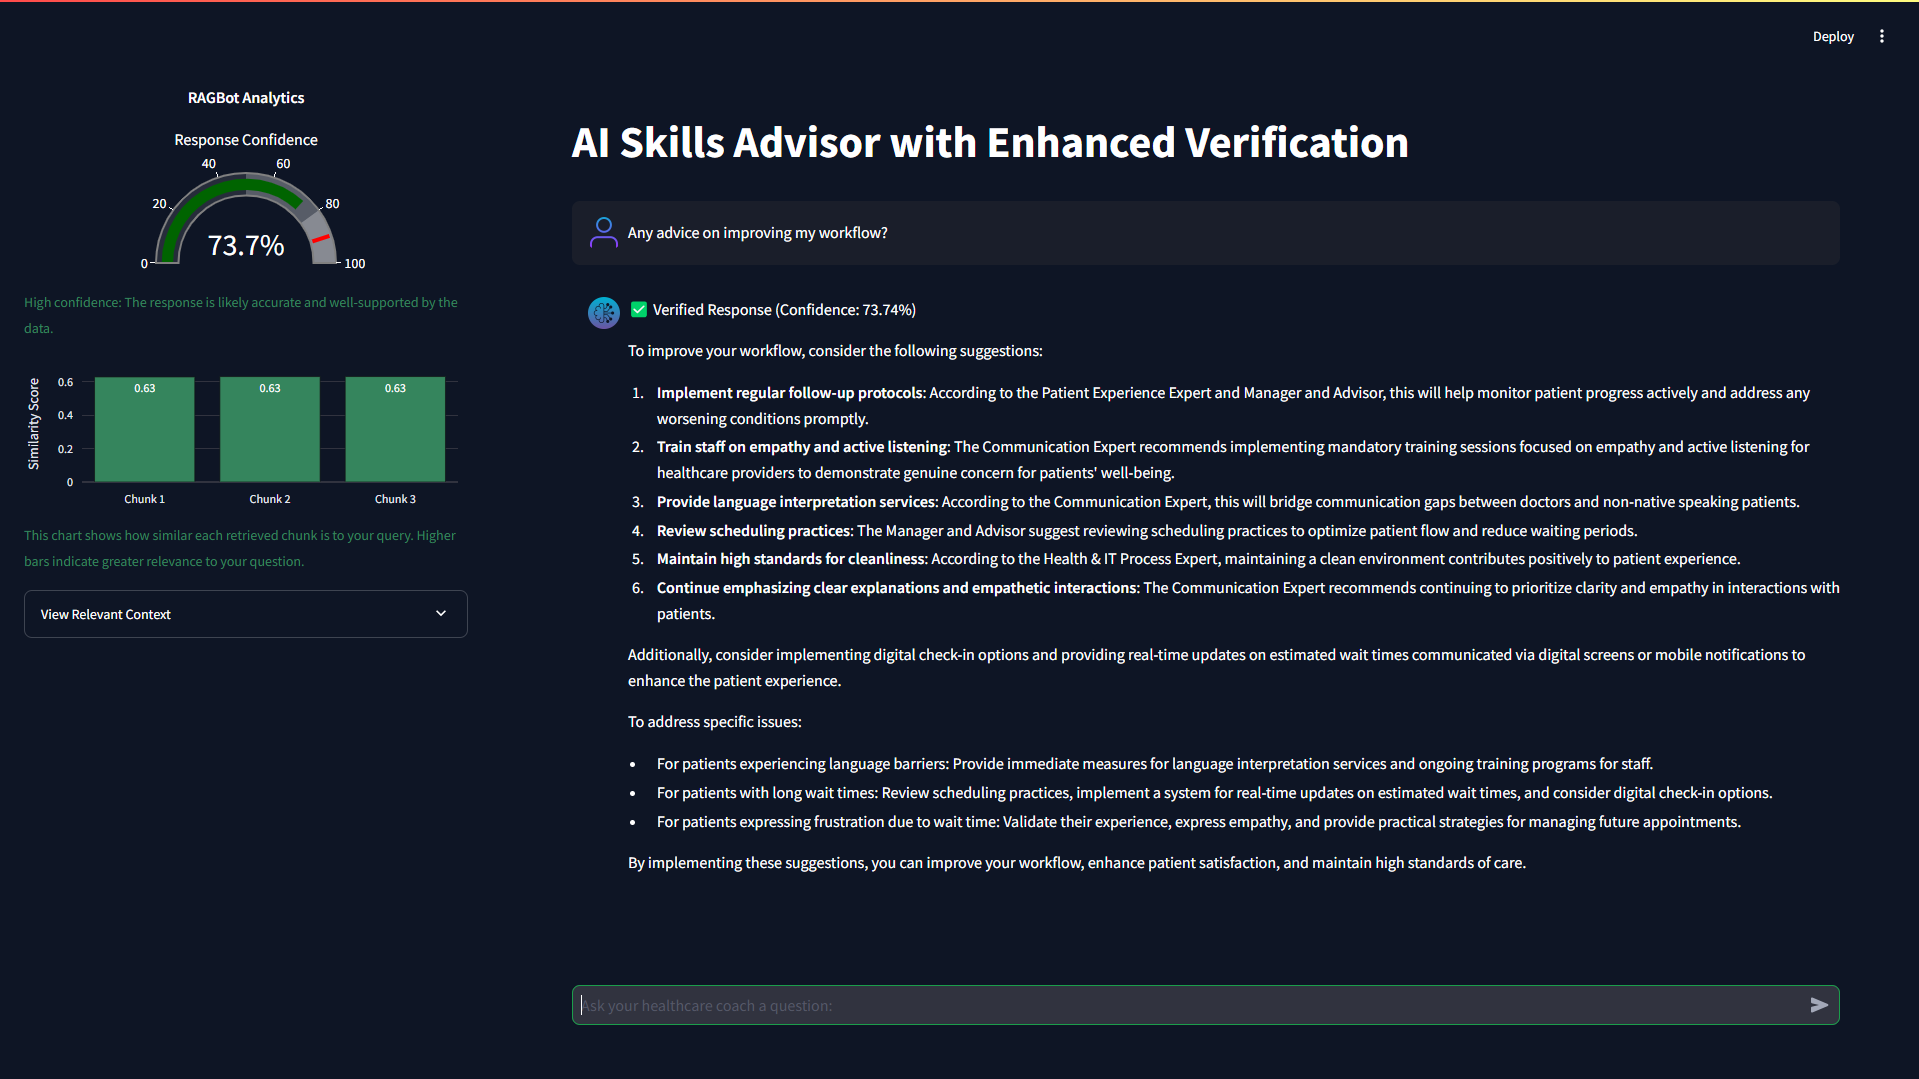 Deploy
RAGBot Analytics
Response Confidence
0
20
40
60
80
100
73.7%
High confidence: The response is likely accurate and well-supported by the
data.
Similarity Score
0.6
0.4
0.2
0
0.63
0.63
0.63
Chunk 1
Chunk 2
Chunk 3
This chart shows how similar each retrieved chunk is to your query. Higher
bars indicate greater relevance to your question.
View Relevant Context
AI Skills Advisor with Enhanced Verification
Any advice on improving my workflow?
✅ Verified Response (Confidence: 73.74%)
To improve your workflow, consider the following suggestions:
1. Implement regular follow-up protocols: According to the Patient Experience Expert and Manager and Advisor, this will help monitor patient progress actively and address any
worsening conditions promptly.
2. Train staff on empathy and active listening: The Communication Expert recommends implementing mandatory training sessions focused on empathy and active listening for
healthcare providers to demonstrate genuine concern for patients' well-being.
3. Provide language interpretation services: According to the Communication Expert, this will bridge communication gaps between doctors and non-native speaking patients.
4. Review scheduling practices: The Manager and Advisor suggest reviewing scheduling practices to optimize patient flow and reduce waiting periods.
5. Maintain high standards for cleanliness: According to the Health & IT Process Expert, maintaining a clean environment contributes positively to patient experience.
6. Continue emphasizing clear explanations and empathetic interactions: The Communication Expert recommends continuing to prioritize clarity and empathy in interactions with
patients.
Additionally, consider implementing digital check-in options and providing real-time updates on estimated wait times communicated via digital screens or mobile notifications to
enhance the patient experience.
To address specific issues:
• For patients experiencing language barriers: Provide immediate measures for language interpretation services and ongoing training programs for staff.
• For patients with long wait times: Review scheduling practices, implement a system for real-time updates on estimated wait times, and consider digital check-in options.
• For patients expressing frustration due to wait time: Validate their experience, express empathy, and provide practical strategies for managing future appointments.
By implementing these suggestions, you can improve your workflow, enhance patient satisfaction, and maintain high standards of care.
Ask your healthcare coach a question: